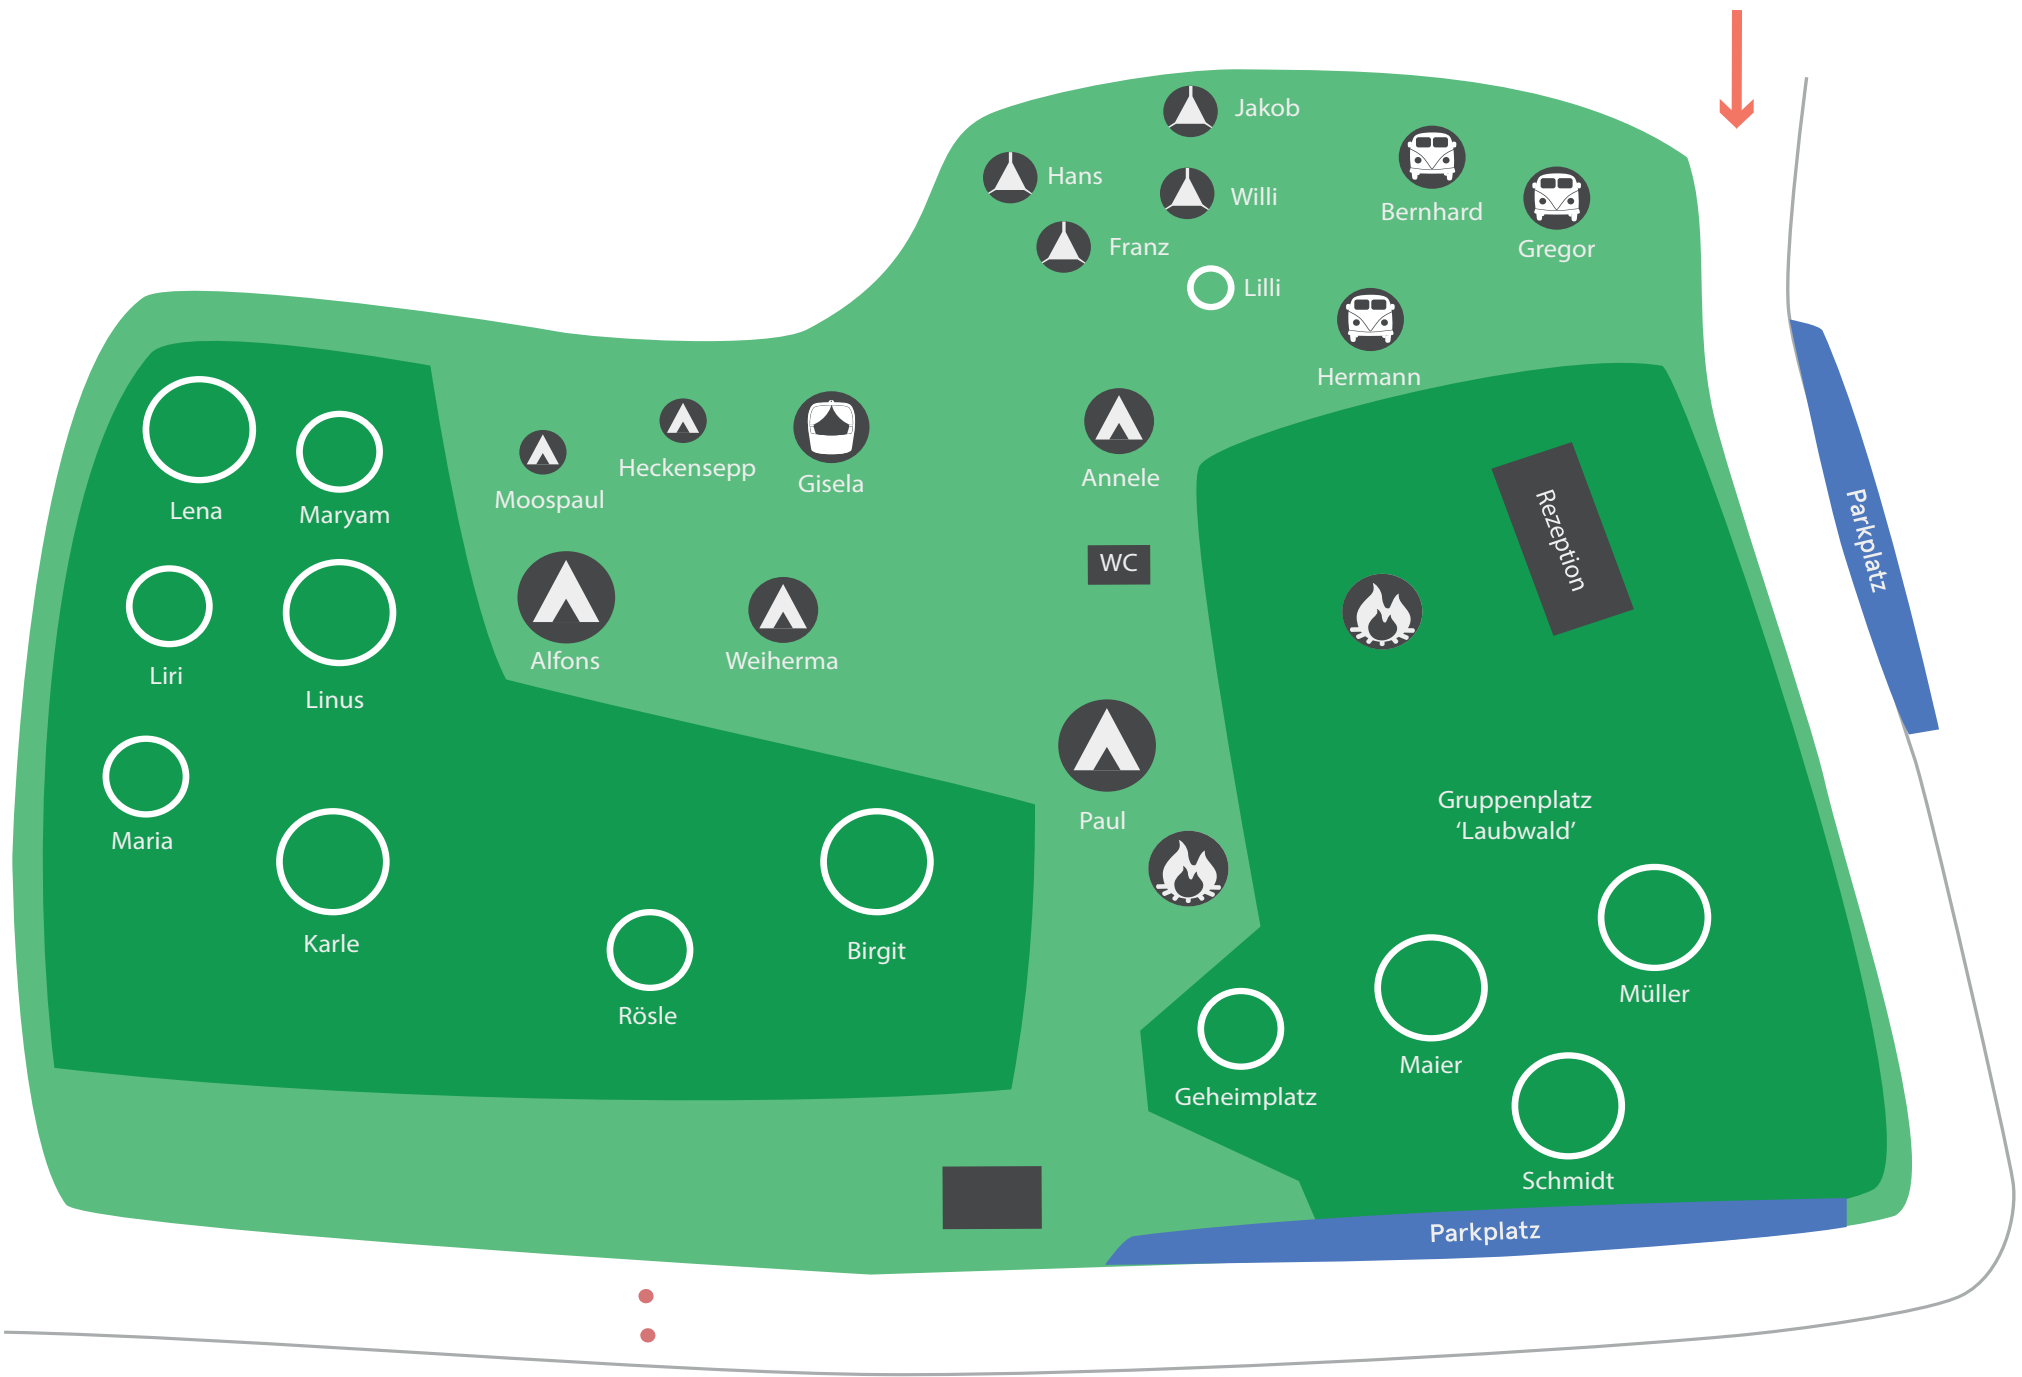 Jakob
Hans
Willi
Bernhard
Franz
Gregor
Lilli
Hermann
Heckensepp
Gisela
Annele
Moospaul
Lena
Maryam
Rezeption
Parkplatz
WC
Alfons
Weiherma
Liri
Linus
Gruppenplatz
‘Laubwald’
Paul
Maria
Karle
Birgit
Müller
Rösle
Maier
Geheimplatz
Schmidt
Parkplatz